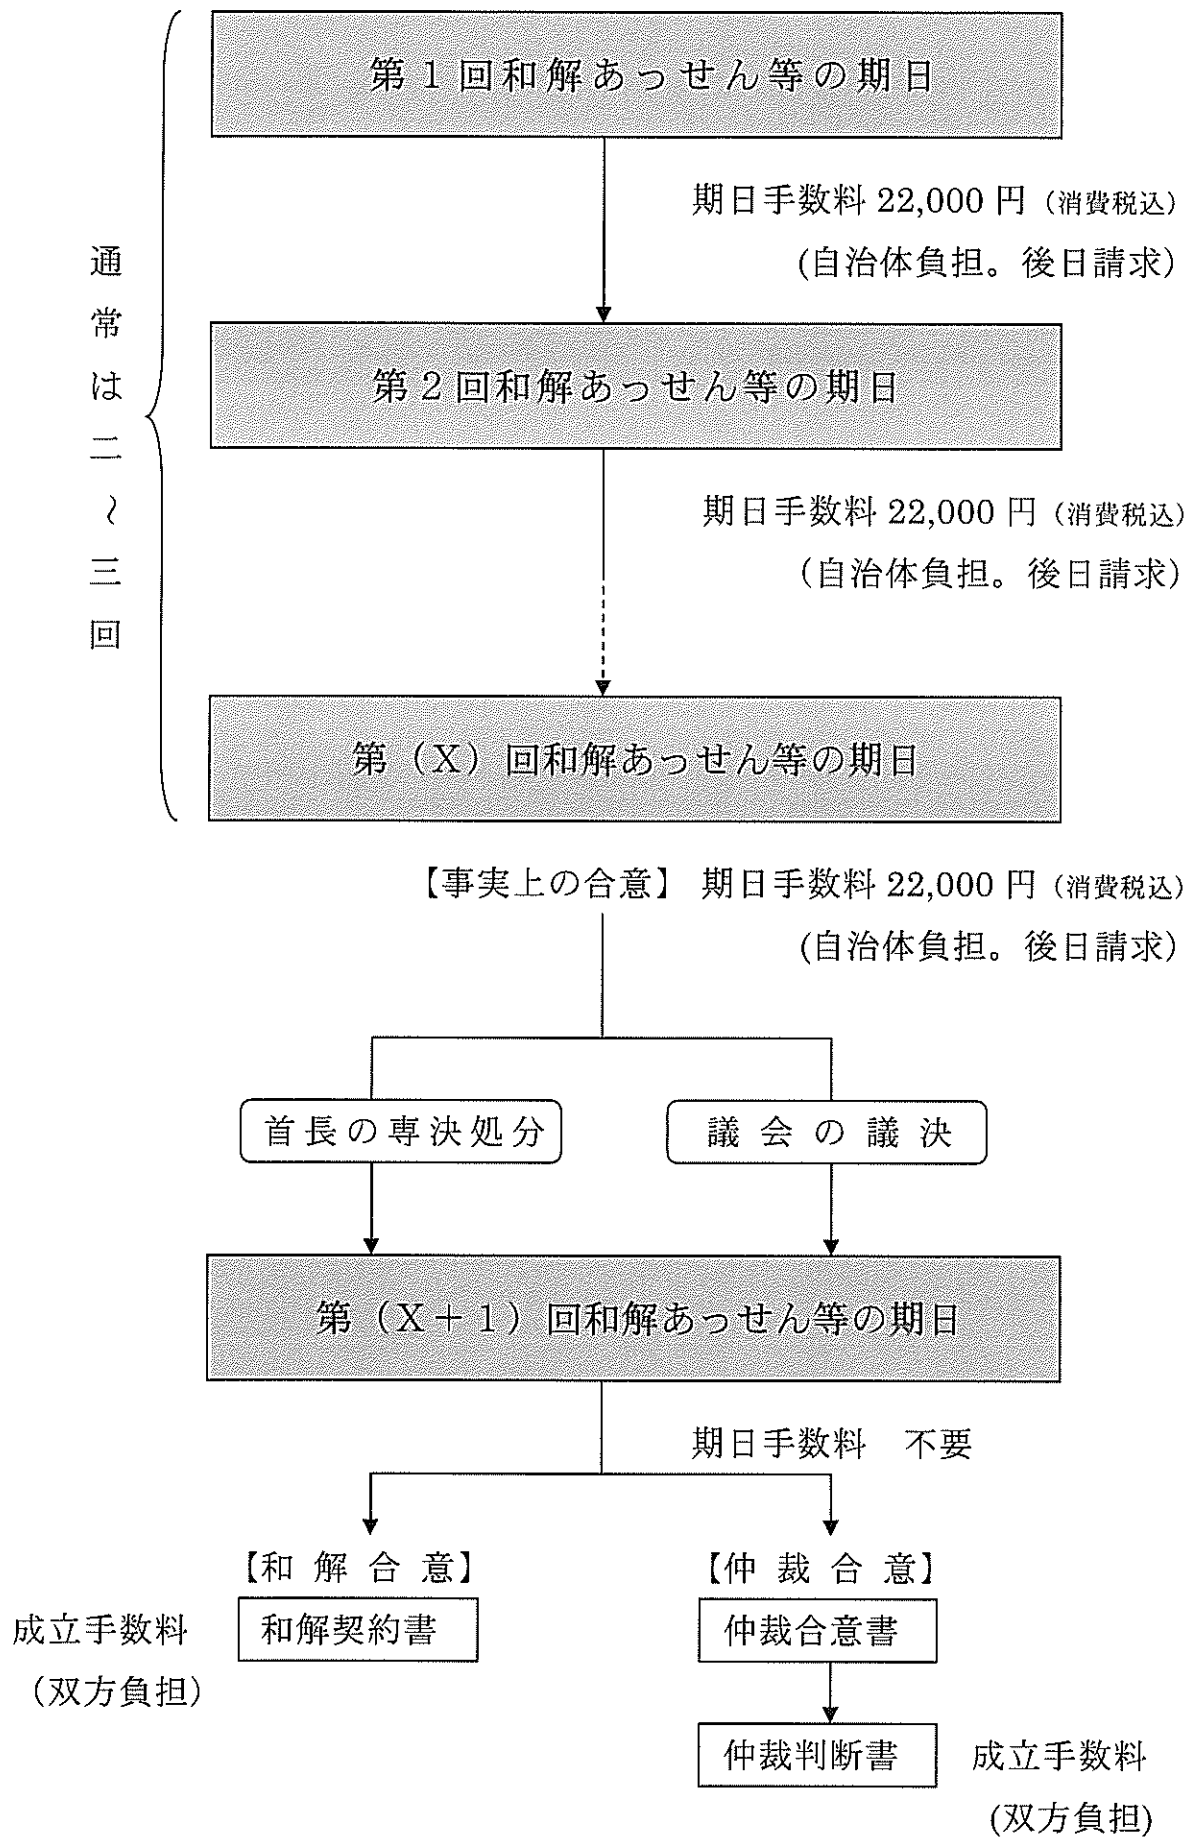 第１回和解あっせん等の期日
期日手数料 22,000 円（消費税込）
(自治体負担。後日請求）
通常は二～三回
第２回和解あっせん等の期日
期日手数料 22,000 円（消費税込）
（自治体負担。後日請求）
第（X）回和解あっせん等の期日
【事実上の合意】 期日手数料 22,000 円（消費税込）
(自治体負担。後日請求）
首長の専決処分 議会の議決
第（X＋１）回和解あっせん等の期日
期日手数料　不要
【和解合意】 【仲裁合意】
成立手数料 和解契約書 仲裁合意書
（双方負担）
仲裁判断書 成立手数料
(双方負担)